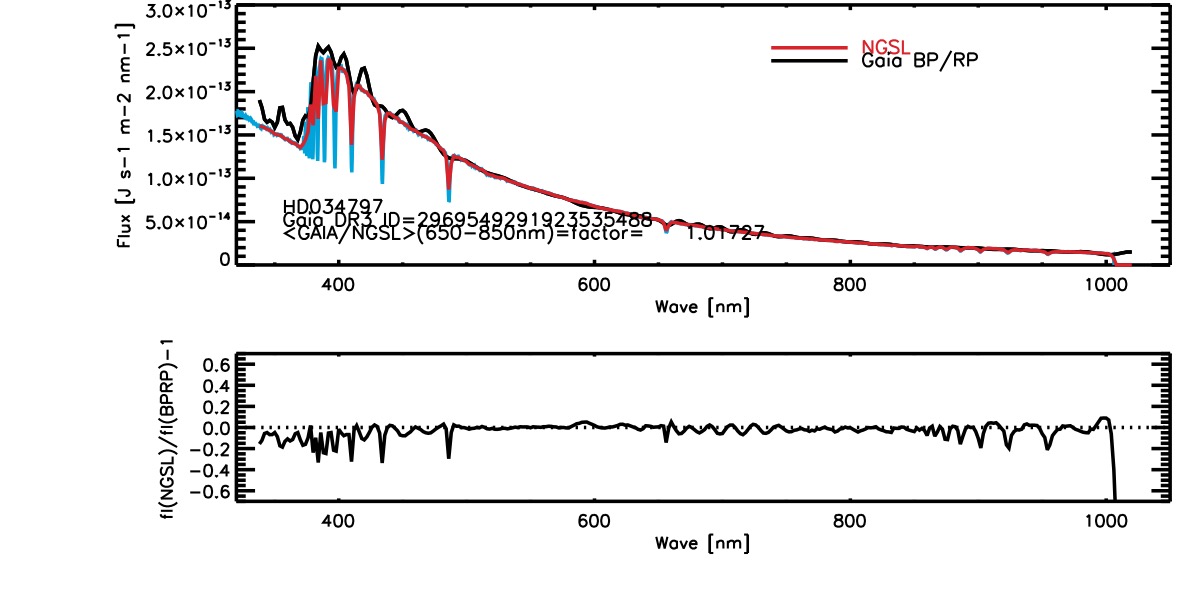 3.0×10−13
2.5×10−13
2.0×10−13
1.5×10−13
1.0×10−13
5.0×10−14
0
Flux [J s−1 m−2 nm−1]
NGSL
Gaia BP/RP
HD034797
Gaia DR3 ID=2969549291923535488
<GAIA/NGSL>(650−850nm)=factor= 1.01727
400 600 800 1000
Wave [nm]
fl(NGSL)/fl(BPRP)−1
0.6
0.4
0.2
0.0
−0.2
−0.4
−0.6
400 600 800 1000
Wave [nm]